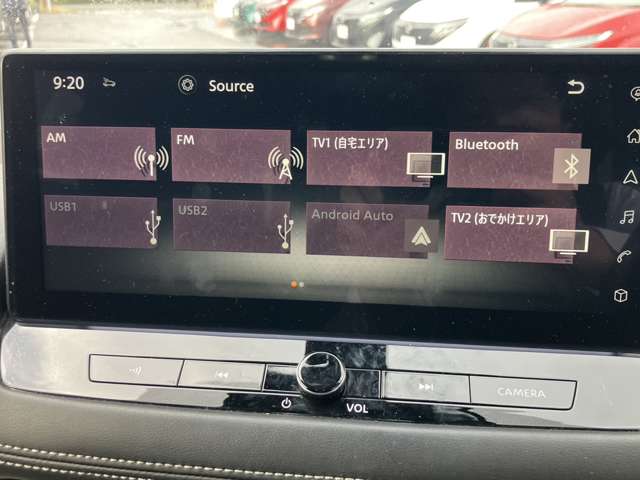 9:20
Source
AM
FM
TV1 (自宅エリア)
Bluetooth
USB1
USB2
Android Auto
TV2 (おでかけエリア)
VOL
CAMERA